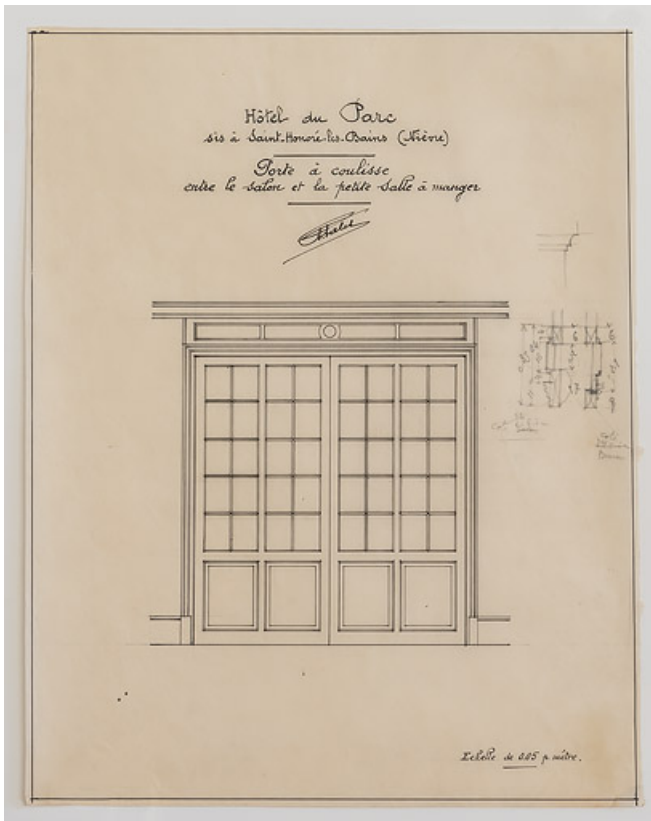 Hôtel du Parc
sis à Saint-Honoré-les-Bains (Nièvre)
Porte à coulisse
entre le salon et la petite salle à manger
Echelle de 0.05 p. mètre.